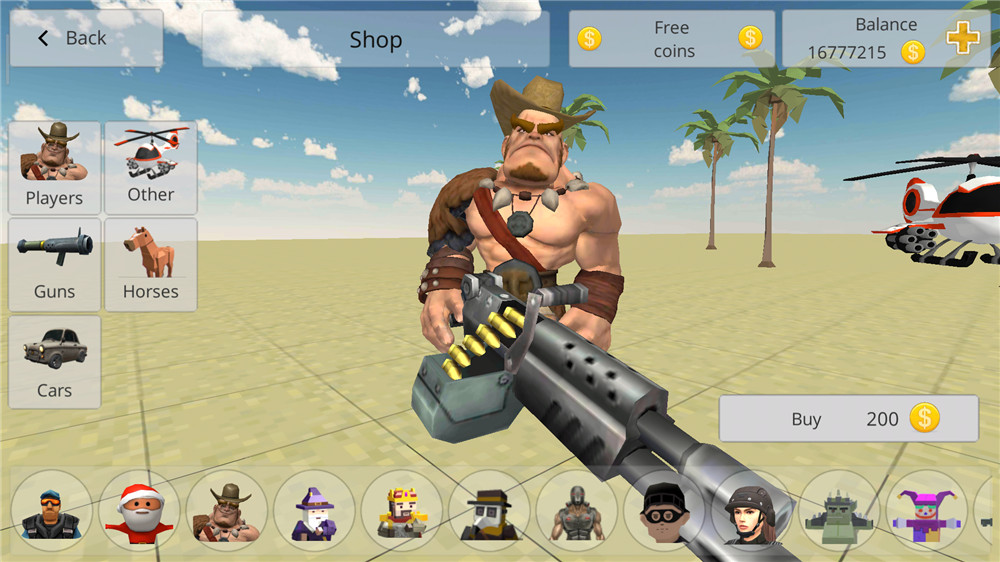 Back
Shop
Free
coins
Balance
16777215
Players
Other
Guns
Horses
Cars
Buy 200